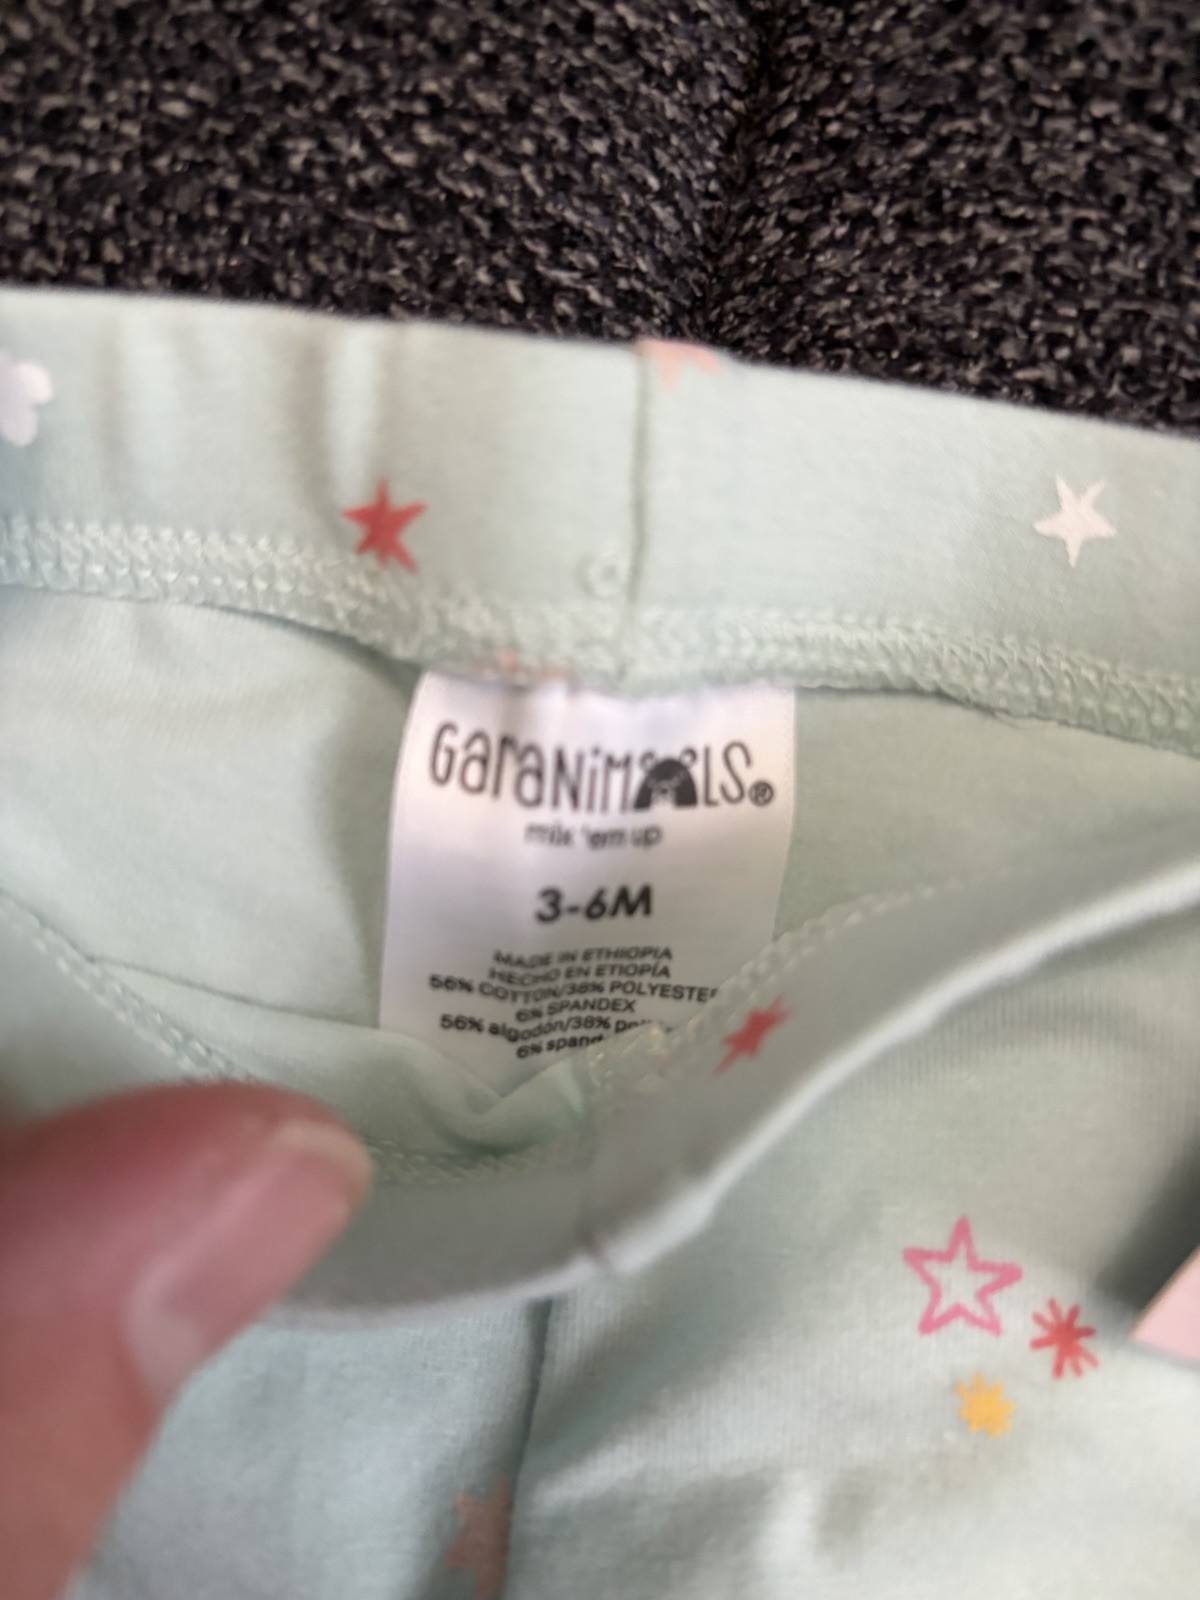 GaraNiMaLS®
mix 'em up
3-6M
MADE IN ETHIOPIA
HECHO EN ETIOPÍA
56% COTTON/38% POLYESTER
6% SPANDEX
56% algodón/38%
6%